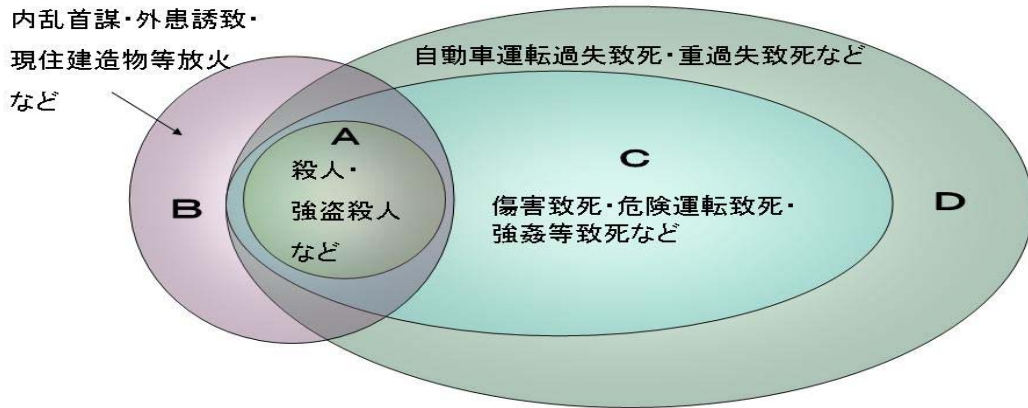 内乱首謀・外患誘致・
現住建造物等放火
など
自動車運転過失致死・重過失致死など
A
殺人・
強盗殺人
など
B
C
傷害致死・危険運転致死・
強姦等致死など
D